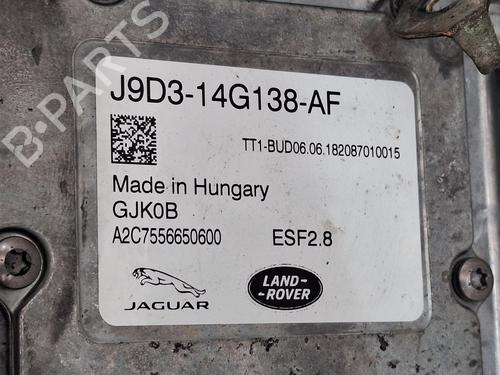 B-PARTS
J9D3-14G138-AF
TT1-BUD06.06.182087010015
Made in Hungary
GJK0B
A2C7556650600 ESF2.8
JAGUAR
LAND-
-ROVER